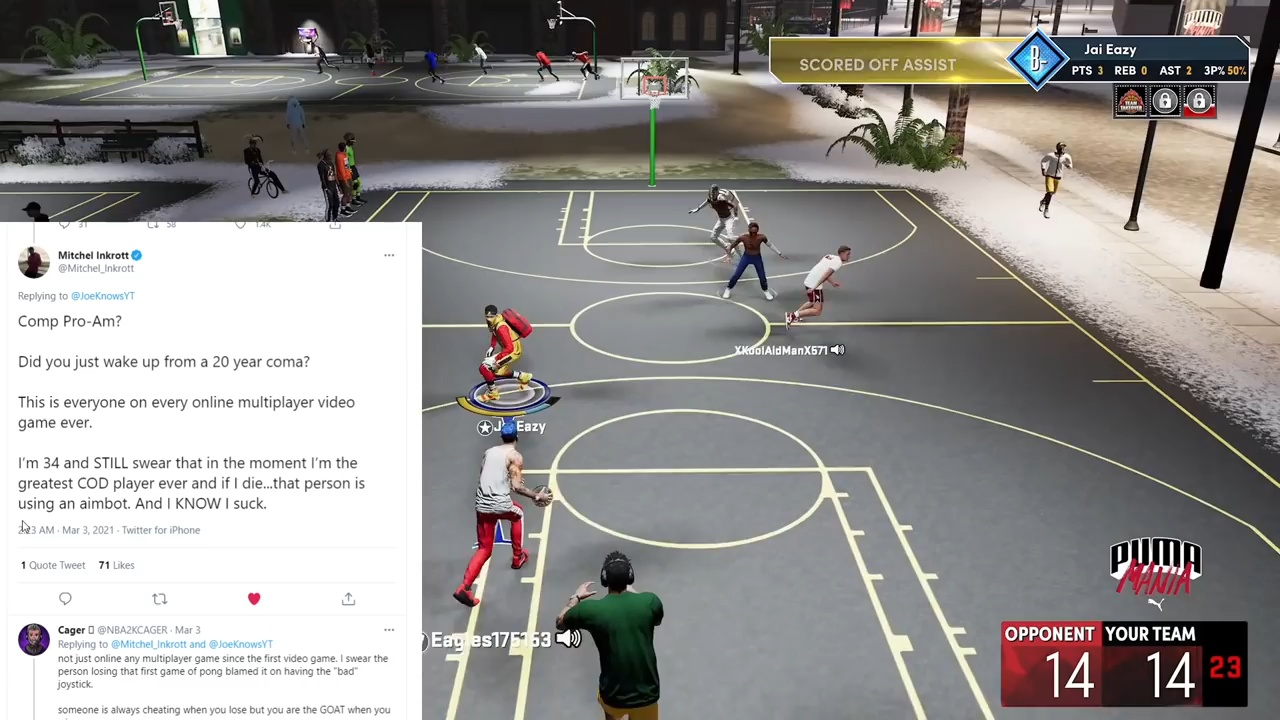 SCORED OFF ASSIST
B-
Jai Eazy
PTS 3 REB 0 AST 2 3P% 50%
31 58 1.4K
Mitchel Inkrott
@Mitchel_Inkrott
Replying to @JoeKnowsYT
Comp Pro-Am?
Did you just wake up from a 20 year coma?
This is everyone on every online multiplayer video
game ever.
I'm 34 and STILL swear that in the moment I'm the
greatest COD player ever and if I die...that person is
using an aimbot. And I KNOW I suck.
AM · Mar 3, 2021 · Twitter for iPhone
1 Quote Tweet 71 Likes
Cager @NBA2KCAGER · Mar 3
Replying to @Mitchel_Inkrott and @JoeKnowsYT
not just online any multiplayer game since the first video game. I swear the
person losing that first game of pong blamed it on having the "bad"
joystick.
someone is always cheating when you lose but you are the GOAT when you
XKoolAidManX571
Eazy
Eagles175153
PUMA
MANIA
OPPONENT YOUR TEAM
14 14 23